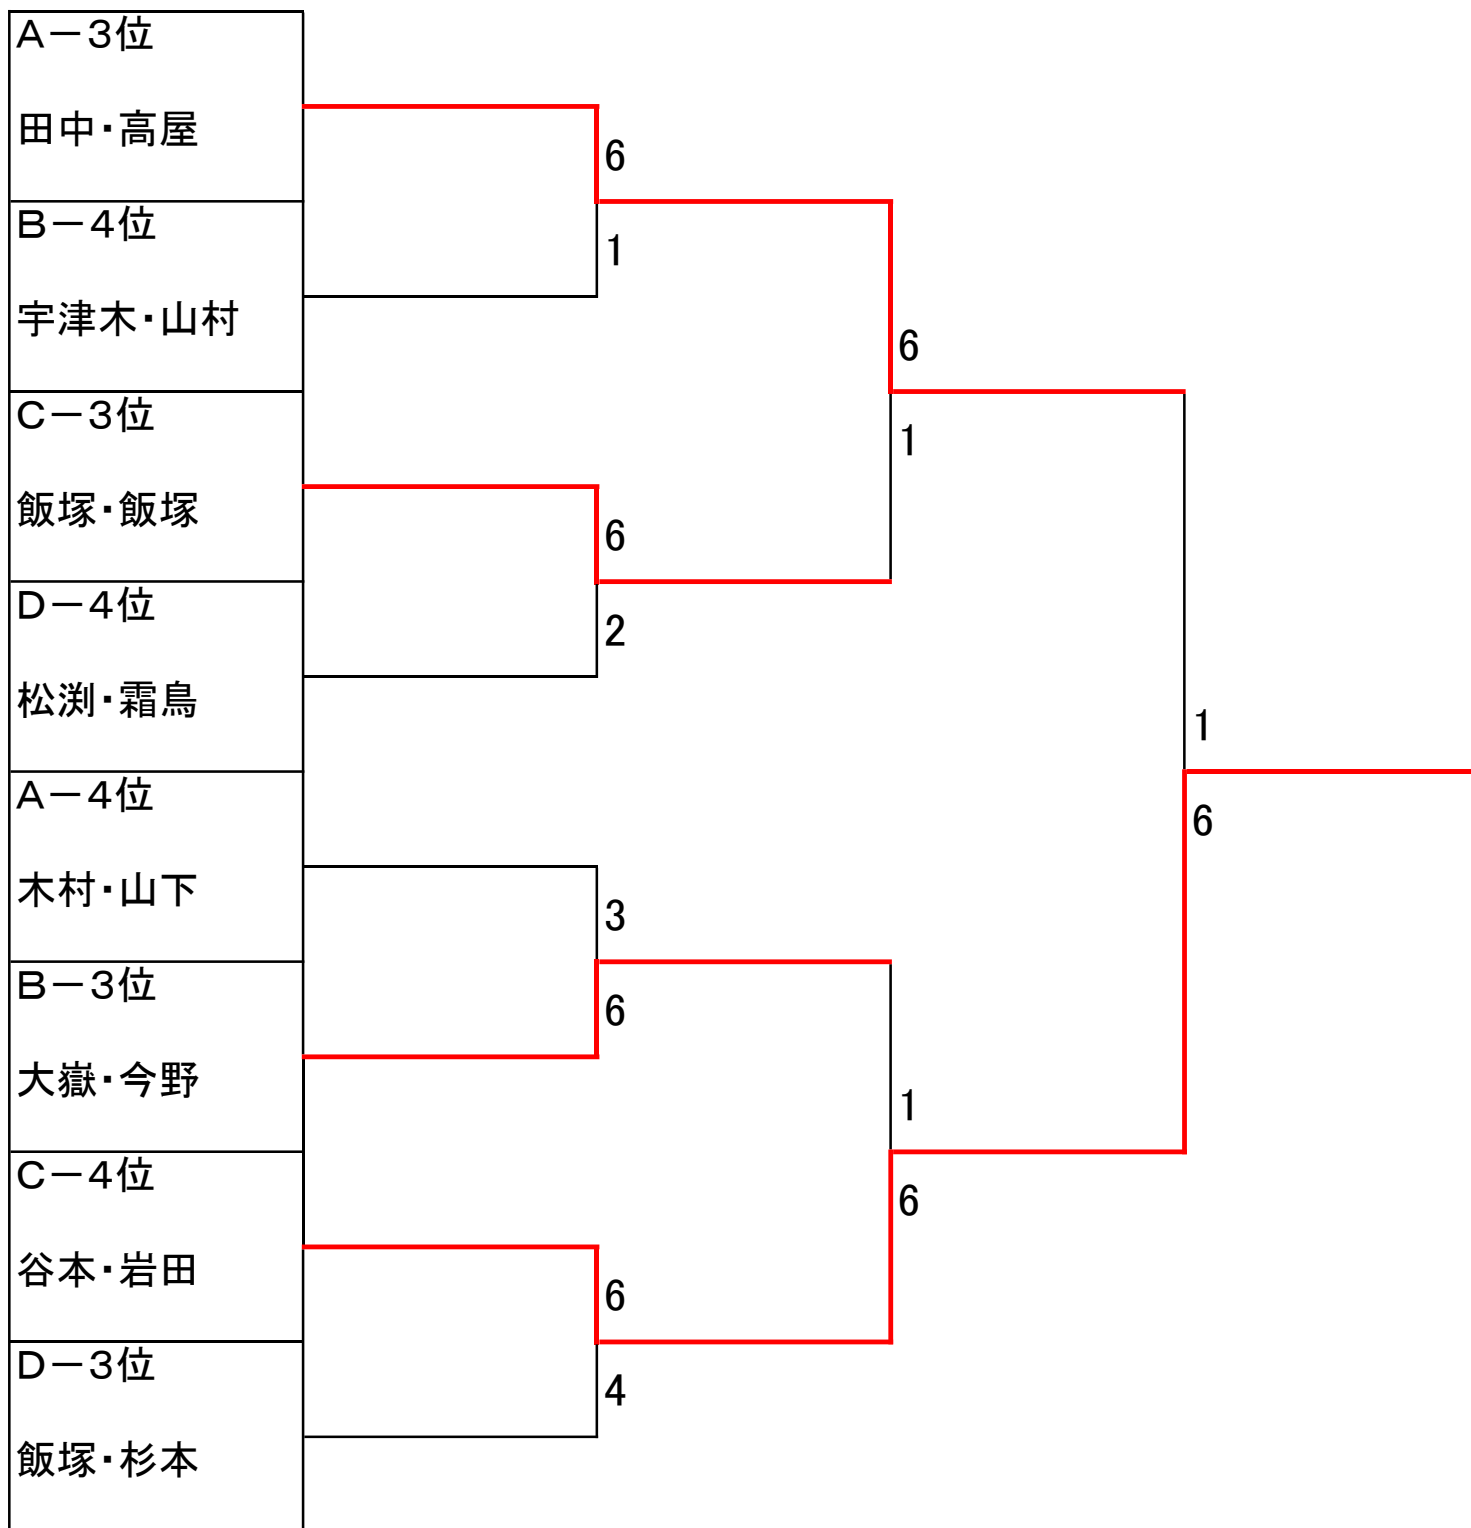 A－3位
田中・高屋
6
B－4位
1
宇津木・山村
6
C－3位
1
飯塚・飯塚
6
D－4位
2
松渕・霜鳥
1
A－4位
6
木村・山下
3
B－3位
6
大嶽・今野
1
C－4位
6
谷本・岩田
6
D－3位
4
飯塚・杉本